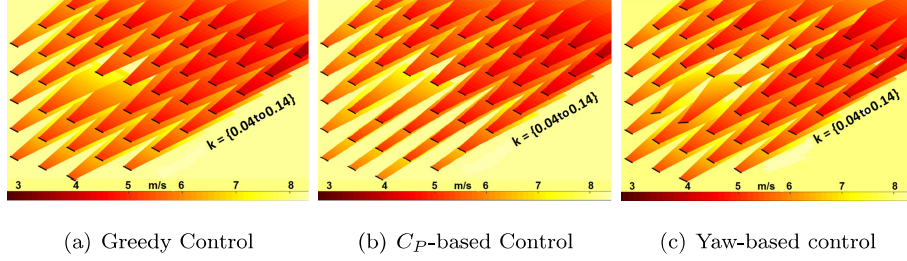 k = {0.04to0.14}
3 4 5 m/s 6 7 8
k = {0.04to0.14}
3 4 5 m/s 6 7 8
k = {0.04to0.14}
3 4 5 m/s 6 7 8
(a) Greedy Control
(b) C_P-based Control
(c) Yaw-based control